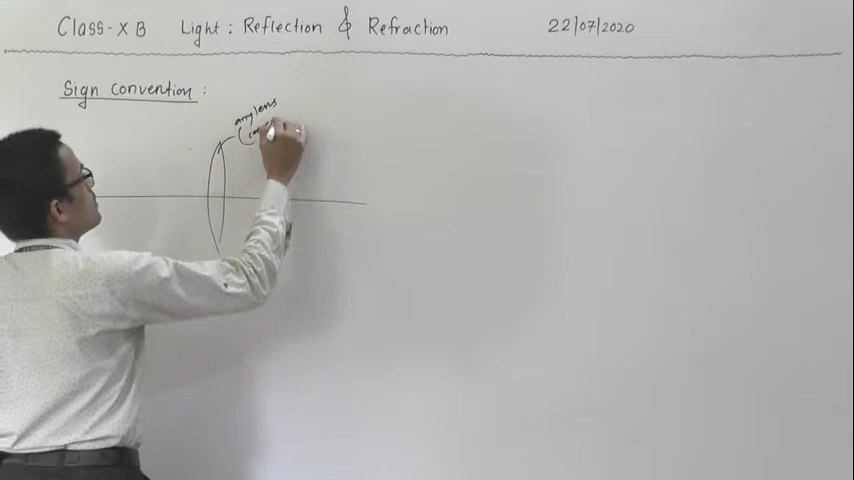 Class-X B Light : Reflection & Refraction 22/07/2020
Sign convention :
any lens